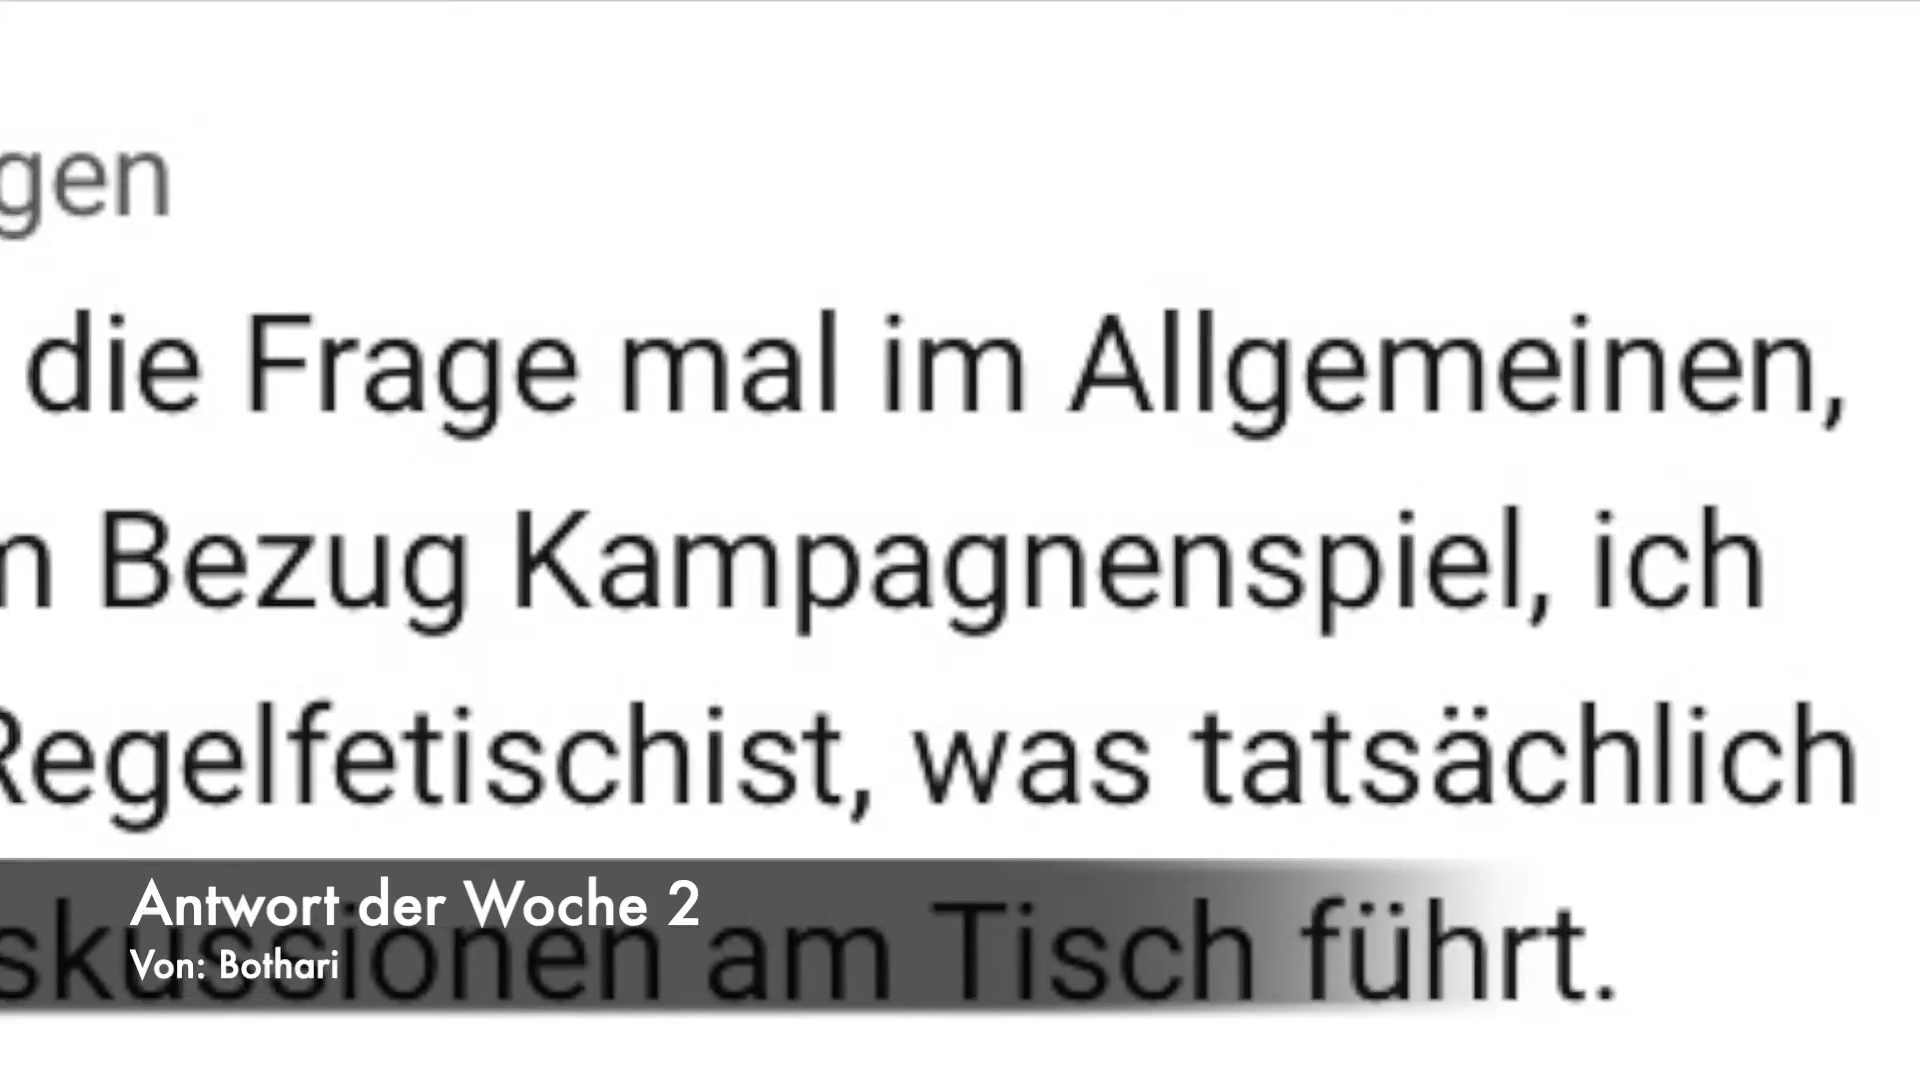 gen
die Frage mal im Allgemeinen,
Bezug Kampagnenspiel, ich
Regelfetischist, was tatsächlich
skussionen am Tisch führt.
Antwort der Woche 2
Von: Bothari